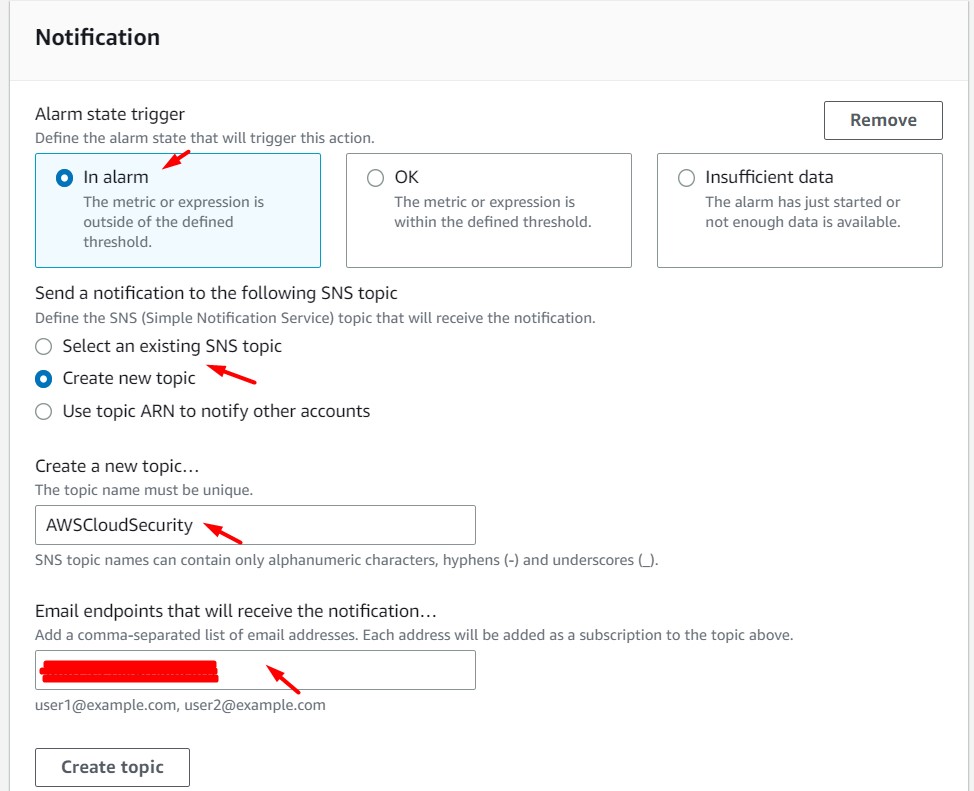 Notification
Alarm state trigger
Define the alarm state that will trigger this action.
Remove
In alarm
The metric or expression is
outside of the defined
threshold.
OK
The metric or expression is
within the defined threshold.
Insufficient data
The alarm has just started or
not enough data is available.
Send a notification to the following SNS topic
Define the SNS (Simple Notification Service) topic that will receive the notification.
Select an existing SNS topic
Create new topic
Use topic ARN to notify other accounts
Create a new topic...
The topic name must be unique.
AWSCloudSecurity
SNS topic names can contain only alphanumeric characters, hyphens (-) and underscores (_).
Email endpoints that will receive the notification...
Add a comma-separated list of email addresses. Each address will be added as a subscription to the topic above.
user1@example.com, user2@example.com
Create topic